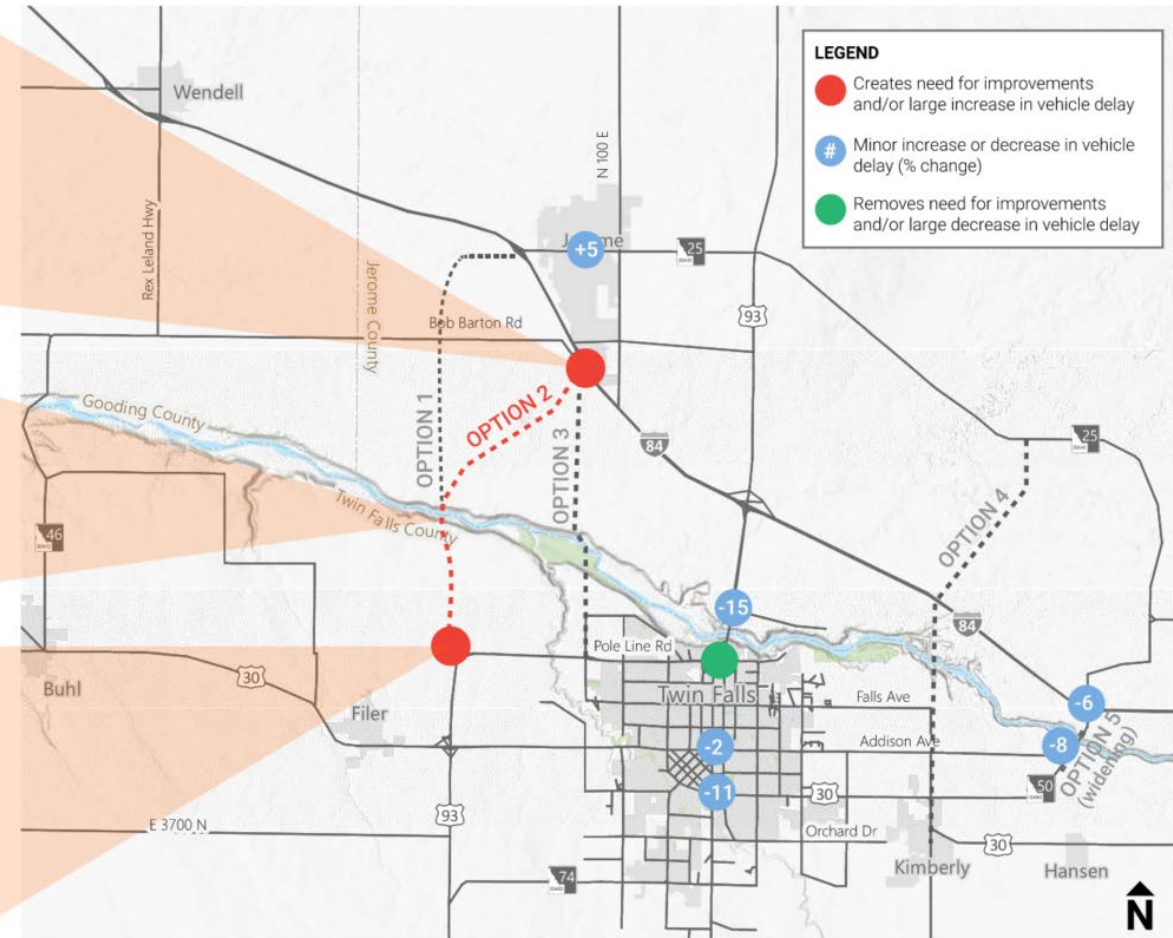 LEGEND
Creates need for improvements
and/or large increase in vehicle delay
#
Minor increase or decrease in vehicle
delay (% change)
Removes need for improvements
and/or large decrease in vehicle delay
Wendell
N 100 E
Rex Leland Hwy
Jerome County
Jerome
+5
25
93
Bob Barton Rd
OPTION 1
OPTION 2
OPTION 3
84
Gooding County
Twin Falls County
25
46
OPTION 4
-15
84
Pole Line Rd
Buhl
30
Filer
Twin Falls
Falls Ave
-6
Addison Ave
-2
-8
OPTION 5
(widening)
-11
30
50
93
E 3700 N
Orchard Dr
30
Kimberly
Hansen
74
N